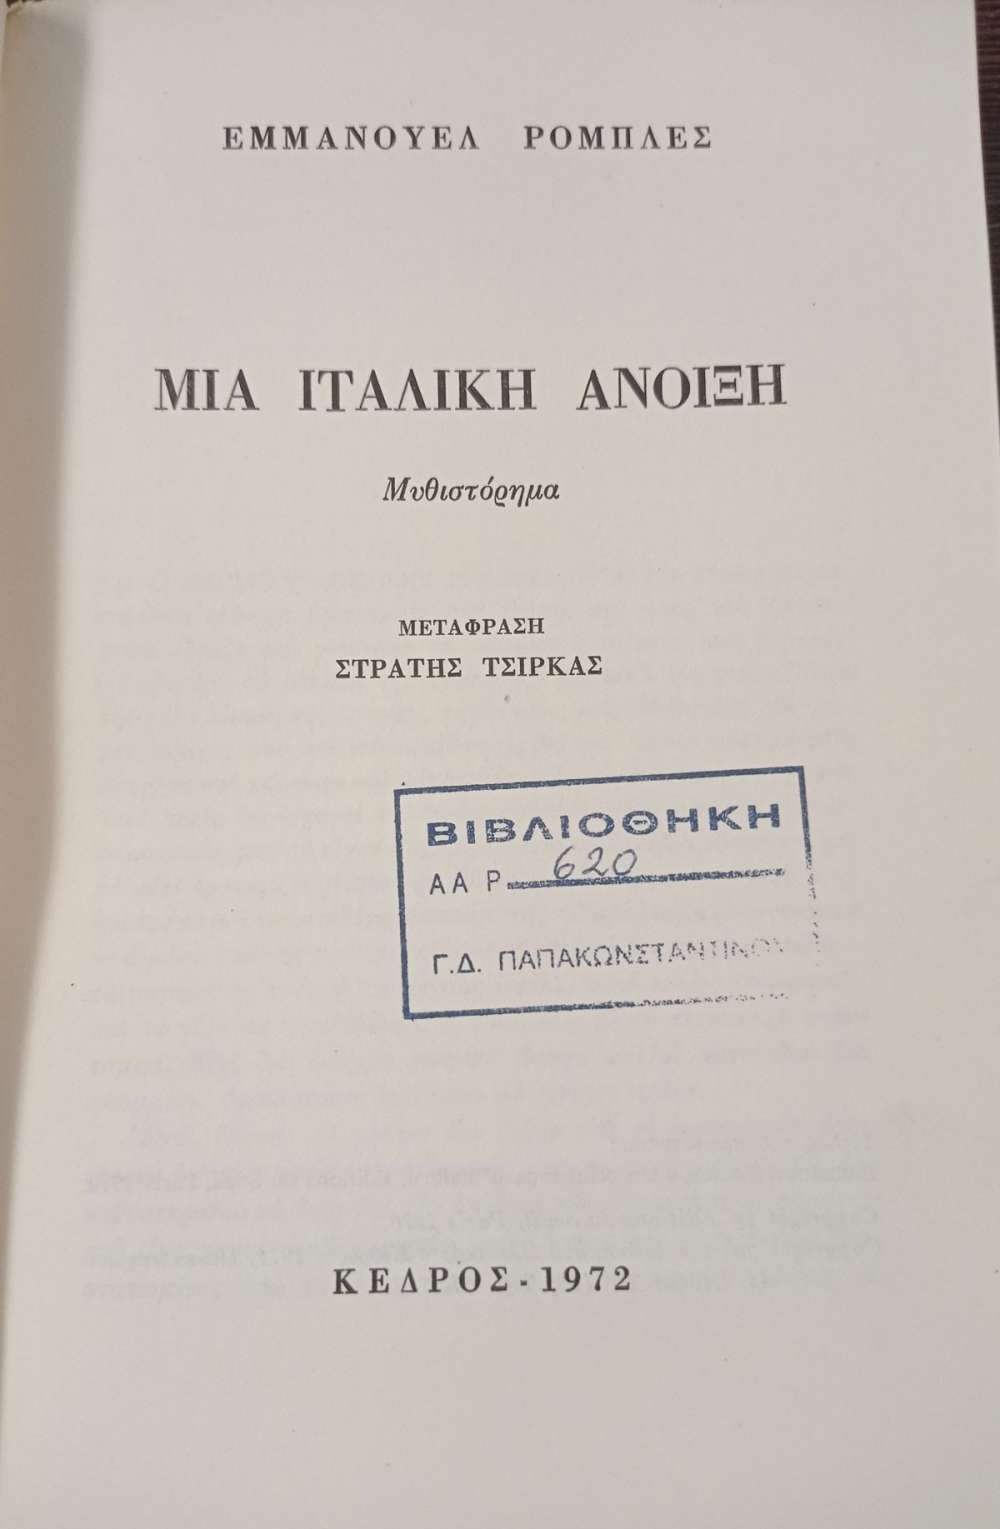 ΕΜΜΑΝΟΥΕΛ ΡΟΜΠΛΕΣ
ΜΙΑ ΙΤΑΛΙΚΗ ΑΝΟΙΞΗ
Μυθιστόρημα
ΜΕΤΑΦΡΑΣΗ
ΣΤΡΑΤΗΣ ΤΣΙΡΚΑΣ
ΒΙΒΛΙΟΘΗΚΗ
ΑΑ Ρ 620
Γ.Δ. ΠΑΠΑΚΩΝΣΤΑΝΤΙΝΟΥ
ΚΕΔΡΟΣ - 1972